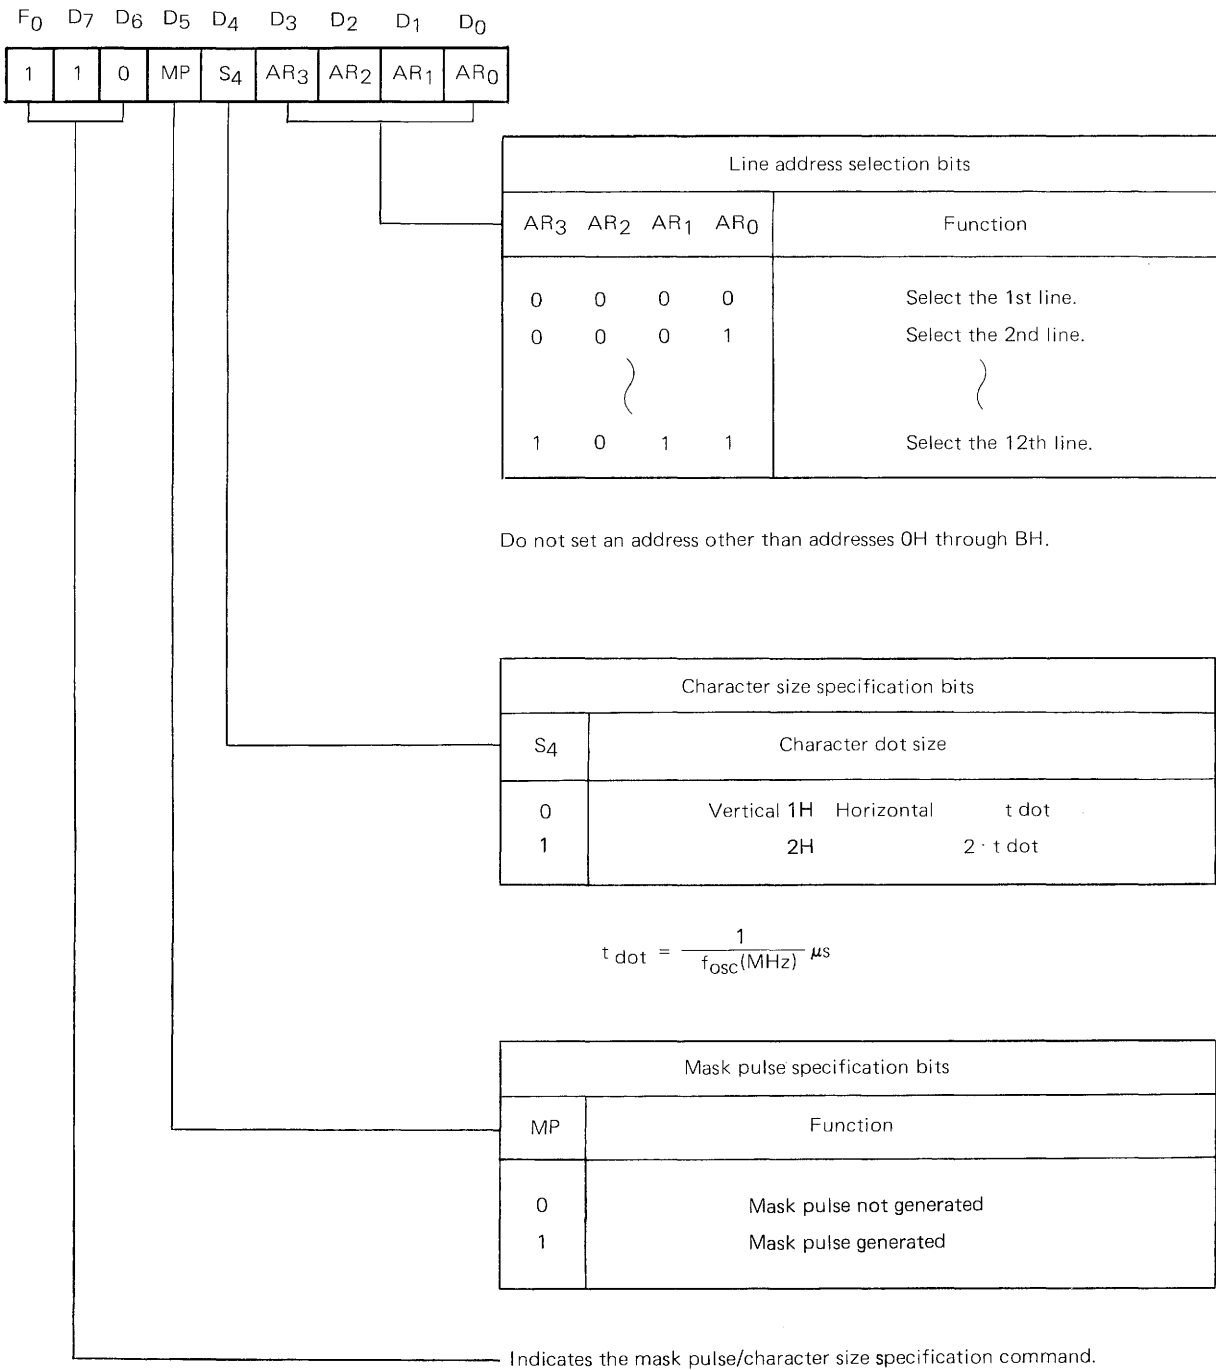 F0 D7 D6 D5 D4 D3 D2 D1 D0
1 1 0 MP S4 AR3 AR2 AR1 AR0
Line address selection bits
AR3 AR2 AR1 AR0 Function
0 0 0 0 Select the 1st line.
0 0 0 1 Select the 2nd line.
1 0 1 1 Select the 12th line.
Do not set an address other than addresses 0H through BH.
Character size specification bits
S4 Character dot size
0 Vertical 1H Horizontal t dot
1 2H 2 · t dot
t dot = 1 / fosc(MHz) μs
Mask pulse specification bits
MP Function
0 Mask pulse not generated
1 Mask pulse generated
Indicates the mask pulse/character size specification command.